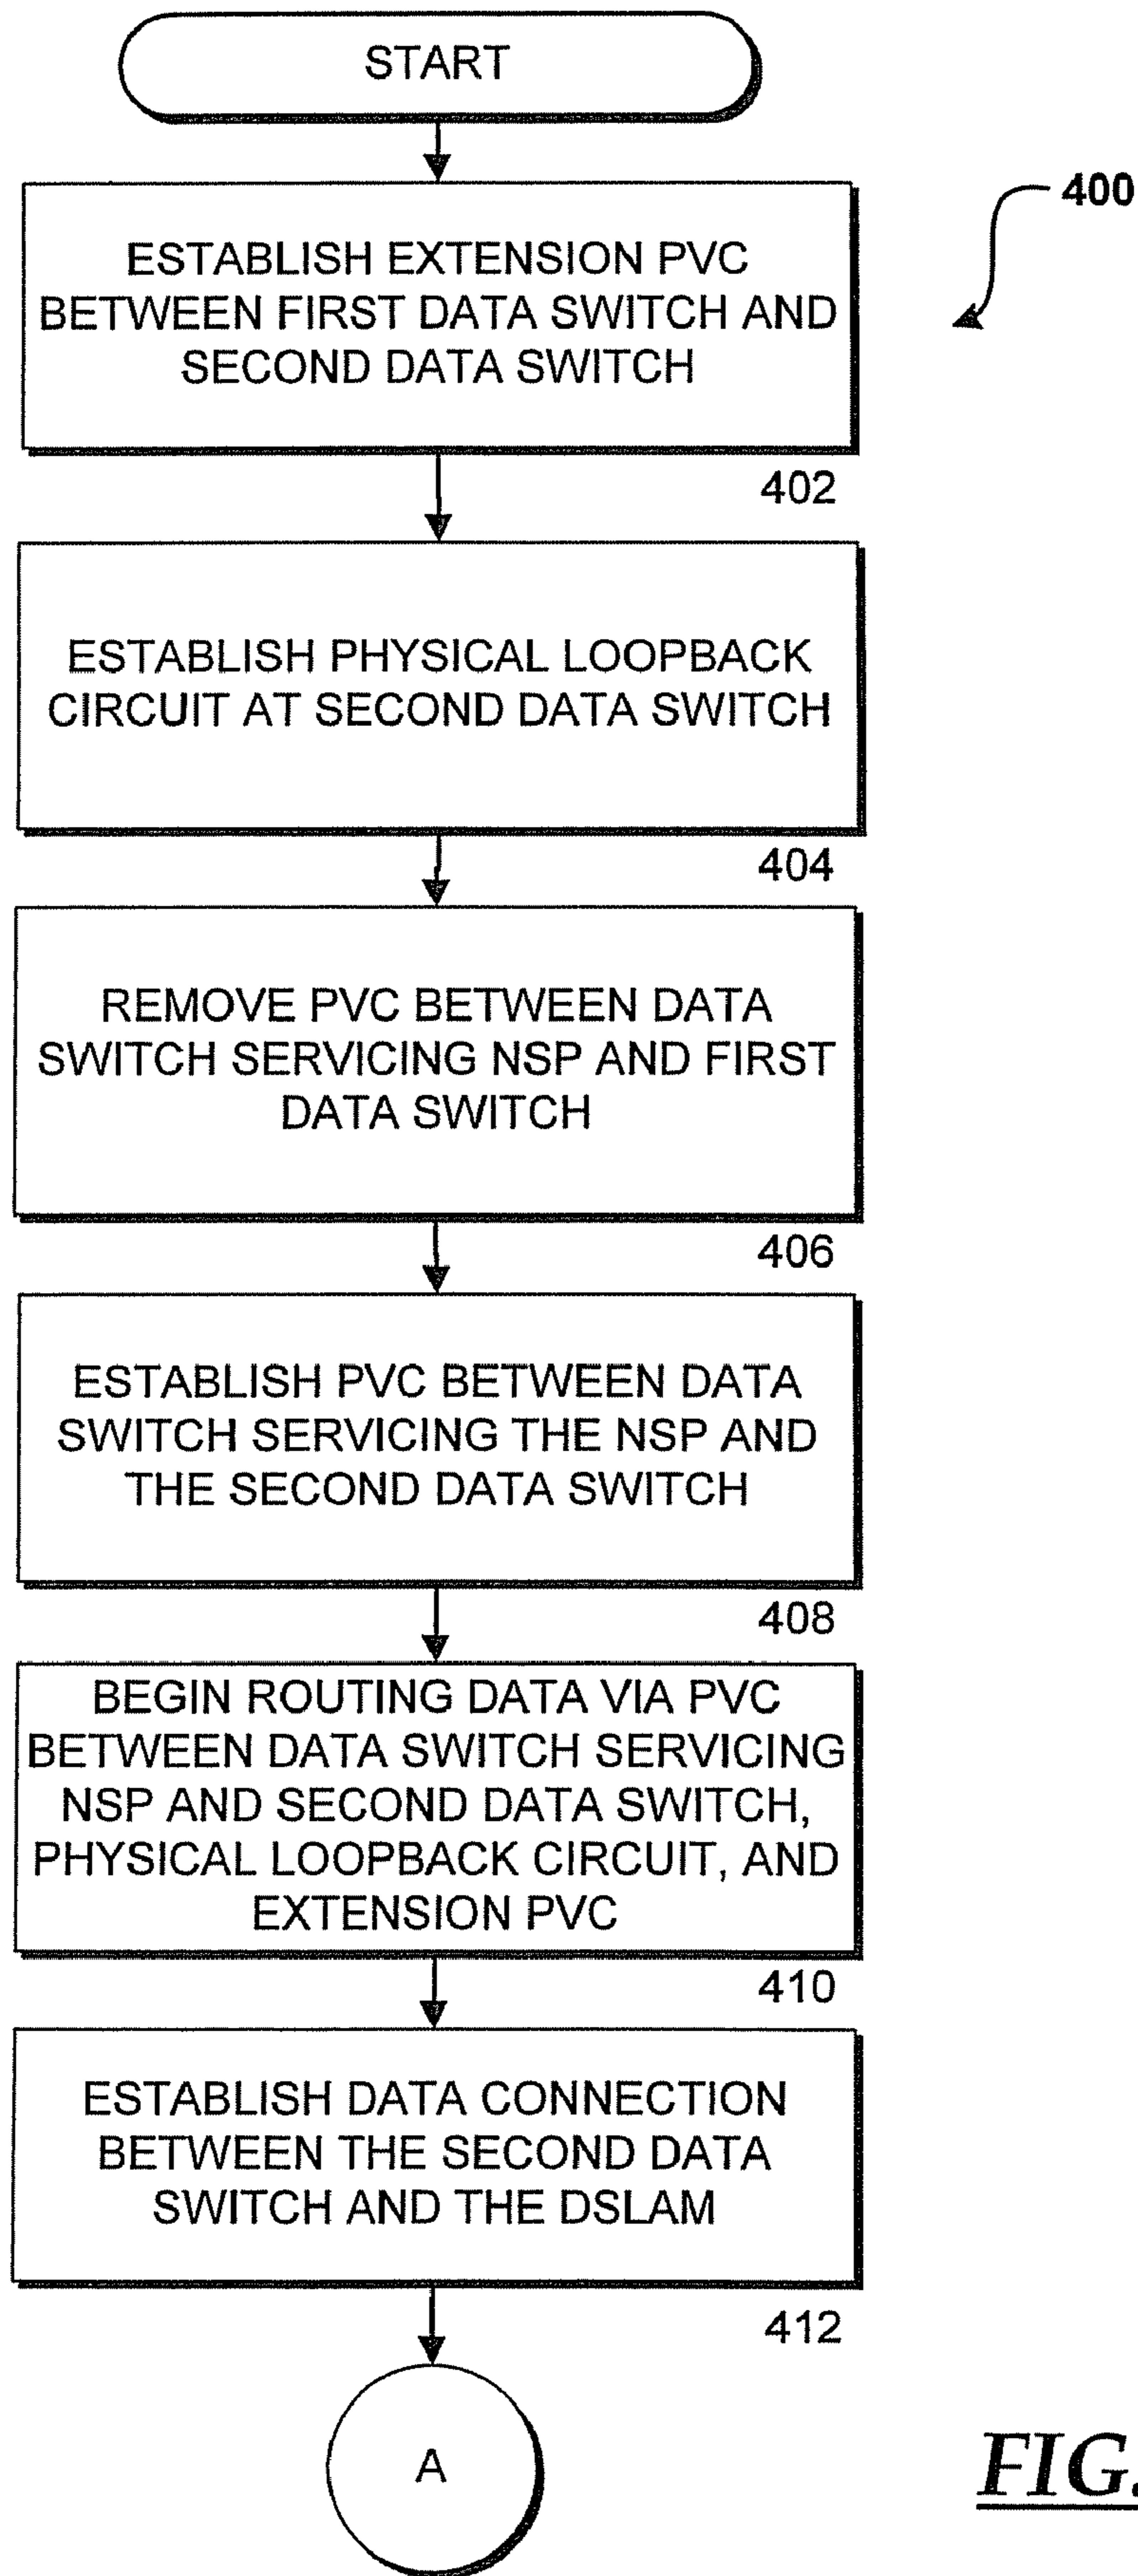 START
400
ESTABLISH EXTENSION PVC
BETWEEN FIRST DATA SWITCH AND
SECOND DATA SWITCH
402
ESTABLISH PHYSICAL LOOPBACK
CIRCUIT AT SECOND DATA SWITCH
404
REMOVE PVC BETWEEN DATA
SWITCH SERVICING NSP AND FIRST
DATA SWITCH
406
ESTABLISH PVC BETWEEN DATA
SWITCH SERVICING THE NSP AND
THE SECOND DATA SWITCH
408
BEGIN ROUTING DATA VIA PVC
BETWEEN DATA SWITCH SERVICING
NSP AND SECOND DATA SWITCH,
PHYSICAL LOOPBACK CIRCUIT, AND
EXTENSION PVC
410
ESTABLISH DATA CONNECTION
BETWEEN THE SECOND DATA
SWITCH AND THE DSLAM
412
A
FIG.